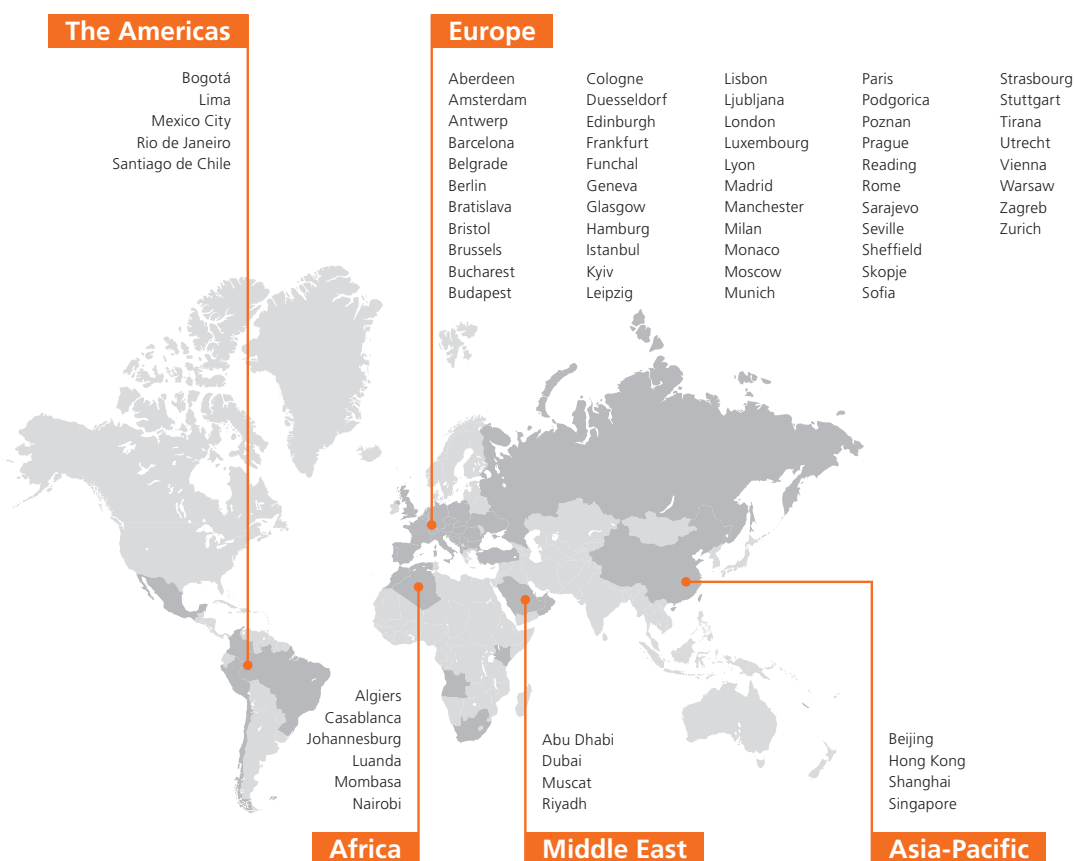 The Americas
Bogotá
Lima
Mexico City
Rio de Janeiro
Santiago de Chile
Europe
Aberdeen
Amsterdam
Antwerp
Barcelona
Belgrade
Berlin
Bratislava
Bristol
Brussels
Bucharest
Budapest
Cologne
Duesseldorf
Edinburgh
Frankfurt
Funchal
Geneva
Glasgow
Hamburg
Istanbul
Kyiv
Leipzig
Lisbon
Ljubljana
London
Luxembourg
Lyon
Madrid
Manchester
Milan
Monaco
Moscow
Munich
Paris
Podgorica
Poznan
Prague
Reading
Rome
Sarajevo
Seville
Sheffield
Skopje
Sofia
Strasbourg
Stuttgart
Tirana
Utrecht
Vienna
Warsaw
Zagreb
Zurich
Algiers
Casablanca
Johannesburg
Luanda
Mombasa
Nairobi
Africa
Abu Dhabi
Dubai
Muscat
Riyadh
Middle East
Beijing
Hong Kong
Shanghai
Singapore
Asia-Pacific